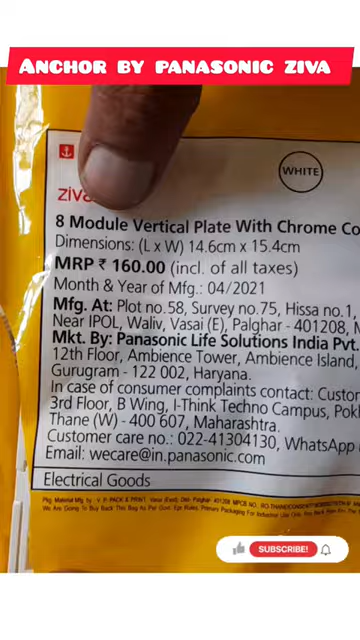 ANCHOR BY PANASONIC ZIVA
WHITE
ziva
8 Module Vertical Plate With Chrome Co
Dimensions: (L x W) 14.6cm x 15.4cm
MRP ₹ 160.00 (incl. of all taxes)
Month & Year of Mfg.: 04/2021
Mfg. At: Plot no.58, Survey no.75, Hissa no.1,
Near IPOL, Waliv, Vasai (E), Palghar - 401208, M
Mkt. By: Panasonic Life Solutions India Pvt.
12th Floor, Ambience Tower, Ambience Island,
Gurugram - 122 002, Haryana.
In case of consumer complaints contact: Custo
3rd Floor, B Wing, I-Think Techno Campus, Pok
Thane (W) - 400 607, Maharashtra.
Customer care no.: 022-41304130, WhatsApp
Email: wecare@in.panasonic.com
Electrical Goods
SUBSCRIBE!